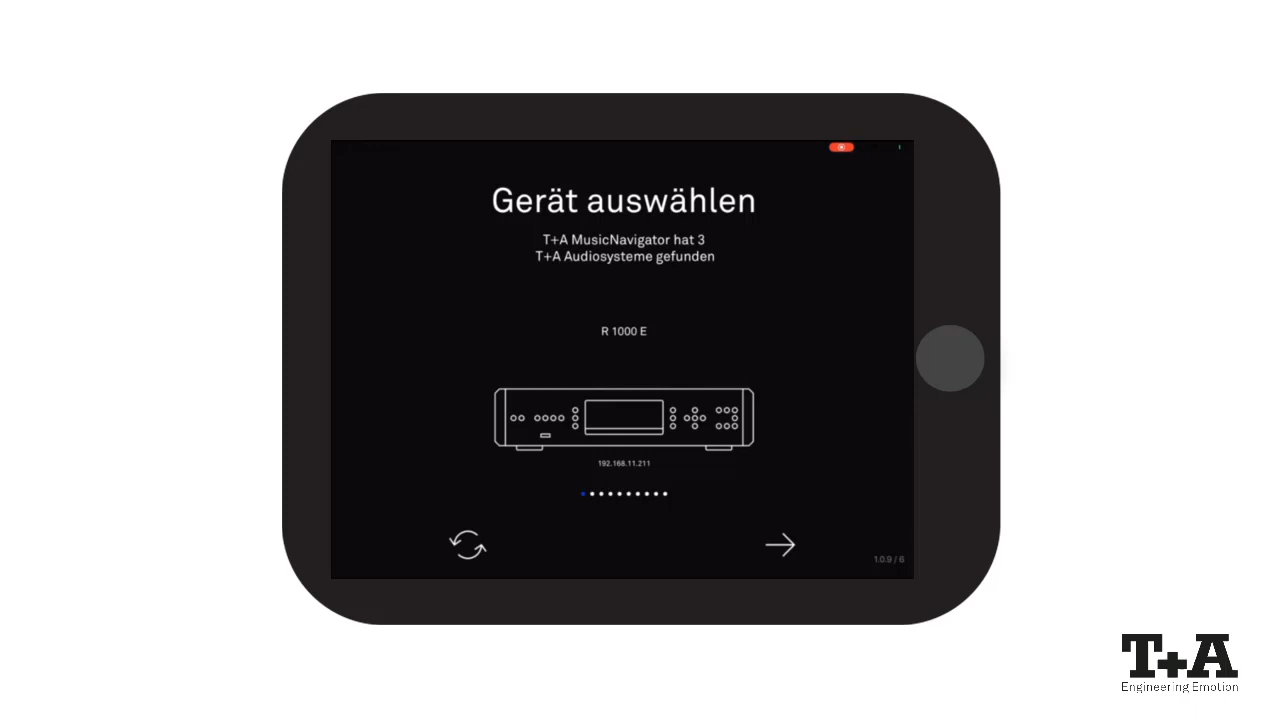 Gerät auswählen
T+A MusicNavigator hat 3
T+A Audiosysteme gefunden
R 1000 E
192.168.11.211
1.0.9 / 6
T+A
Engineering Emotion